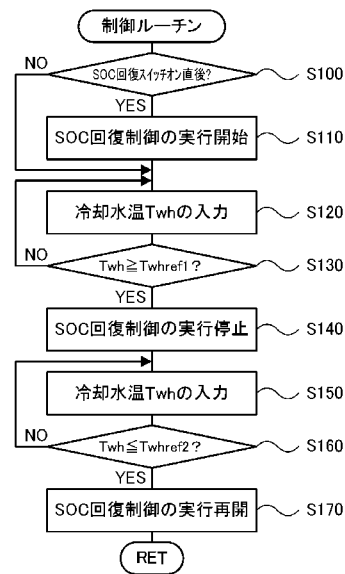 制御ルーチン
NO
SOC回復スイッチオン直後?
S100
YES
SOC回復制御の実行開始
S110
冷却水温Twhの入力
S120
NO
Twh≧Twhref1?
S130
YES
SOC回復制御の実行停止
S140
冷却水温Twhの入力
S150
NO
Twh≦Twhref2?
S160
YES
SOC回復制御の実行再開
S170
RET